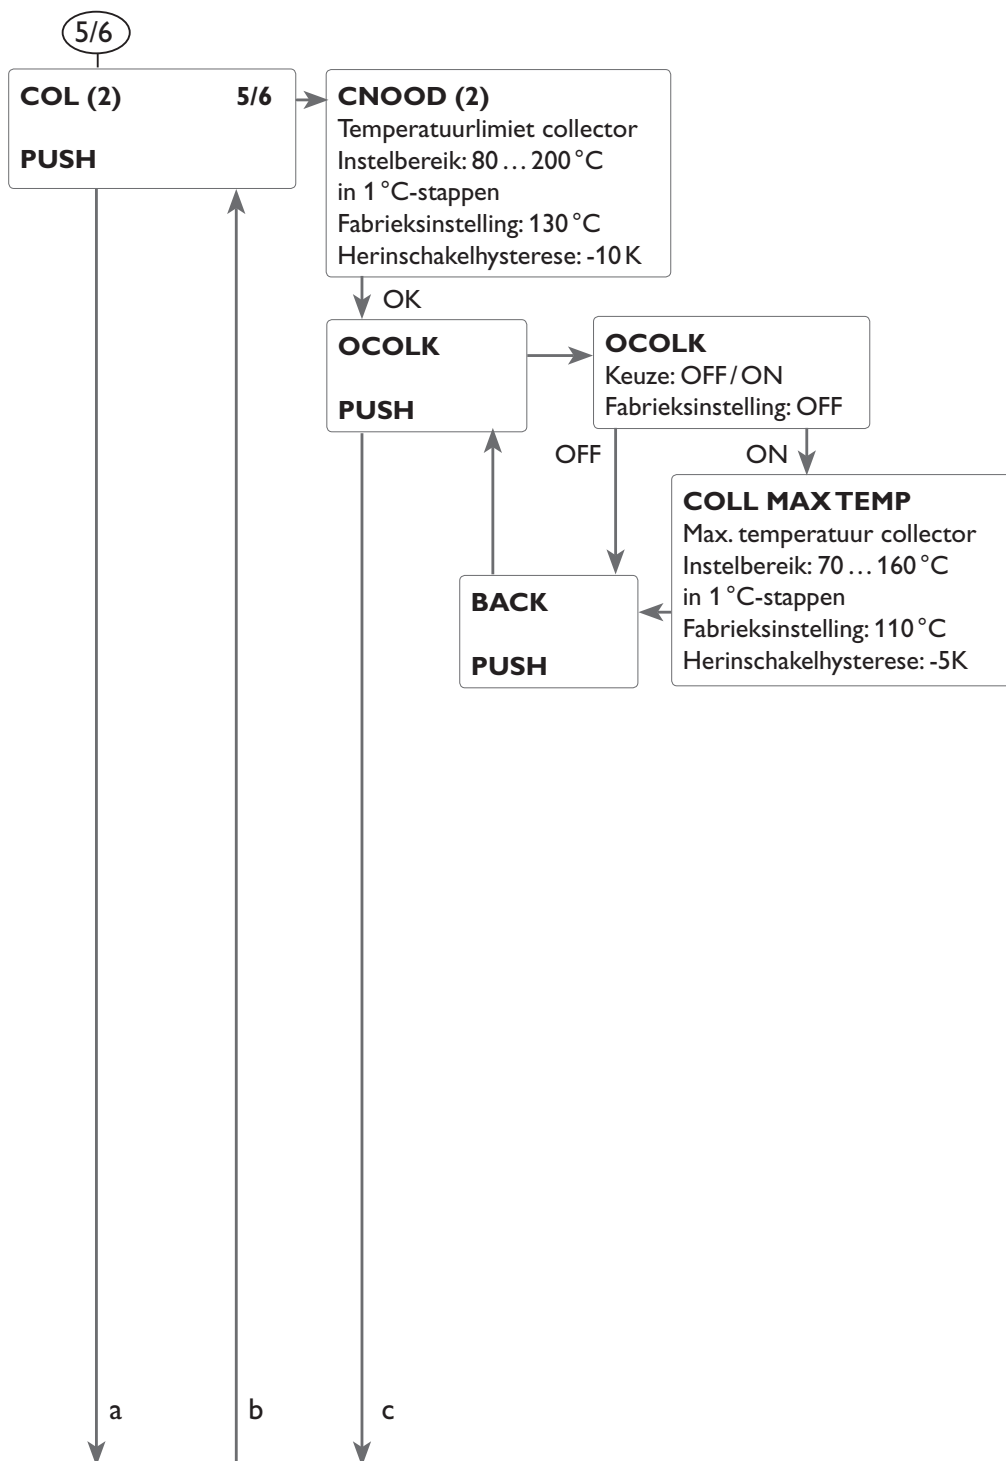 5/6
COL (2) 5/6
PUSH
CNOOD (2)
Temperatuurlimiet collector
Instelbereik: 80 … 200 °C
in 1 °C-stappen
Fabrieksinstelling: 130 °C
Herinschakelhysterese: -10 K
OK
OCOLK
PUSH
OCOLK
Keuze: OFF / ON
Fabrieksinstelling: OFF
OFF
ON
COLL MAX TEMP
Max. temperatuur collector
Instelbereik: 70 … 160 °C
in 1 °C-stappen
Fabrieksinstelling: 110 °C
Herinschakelhysterese: -5K
BACK
PUSH
a
b
c